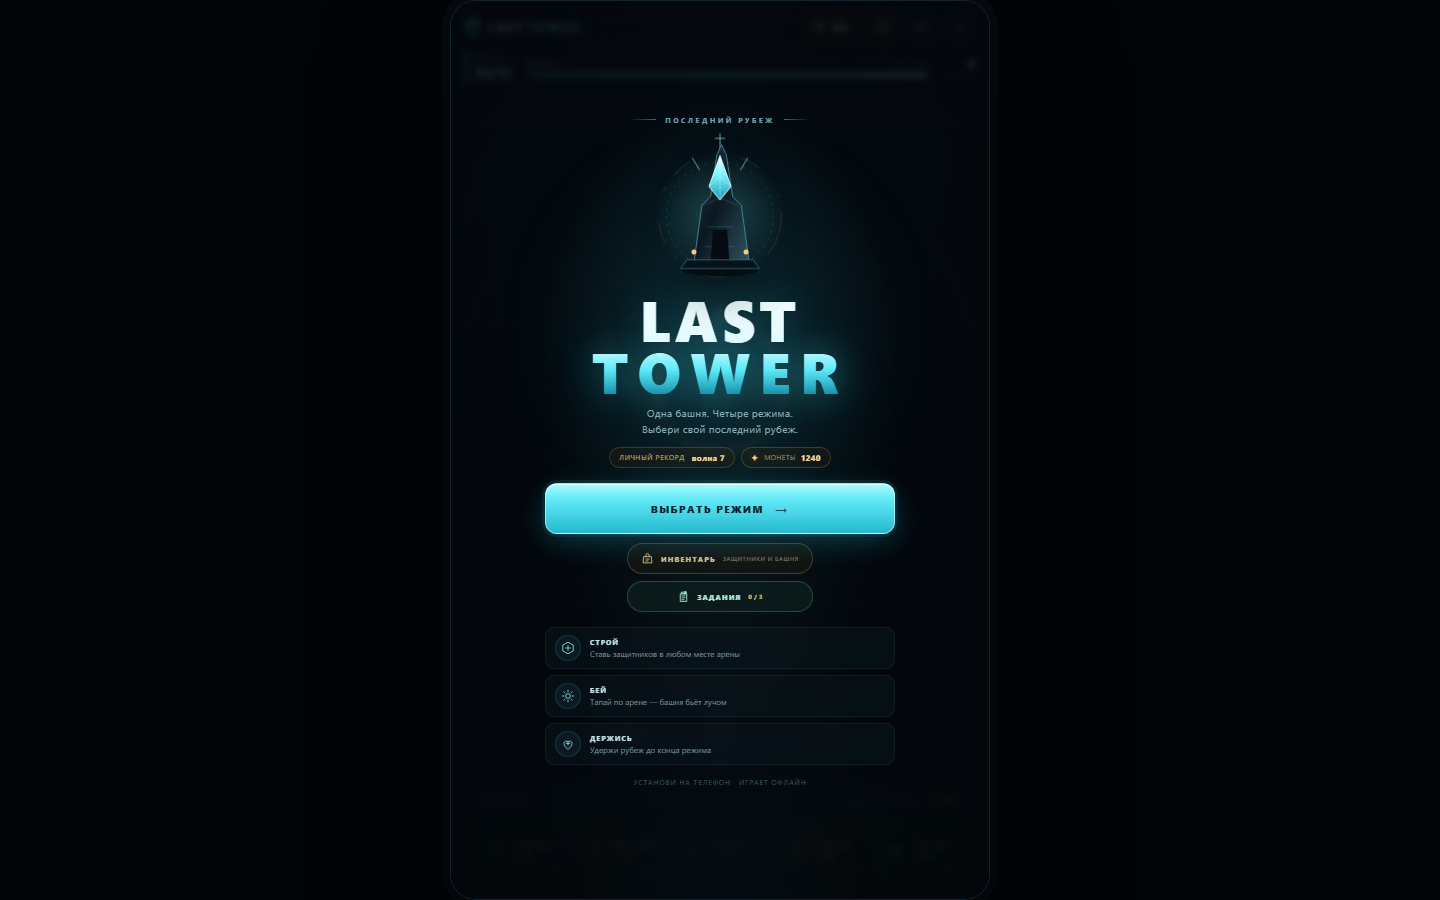 ПОСЛЕДНИЙ РУБЕЖ
LAST
TOWER
Одна башня. Четыре режима.
Выбери свой последний рубеж.
ЛИЧНЫЙ РЕКОРД волна 7
МОНЕТЫ 1240
ВЫБРАТЬ РЕЖИМ →
ИНВЕНТАРЬ ЗАЩИТНИКИ И БАШНЯ
ЗАДАНИЯ 0/3
СТРОЙ
Ставь защитников в любом месте арены
БЕЙ
Тапай по арене — башня бьёт лучом
ДЕРЖИСЬ
Удержи рубеж до конца режима
УСТАНОВИ НА ТЕЛЕФОН · ИГРАЕТ ОФЛАЙН